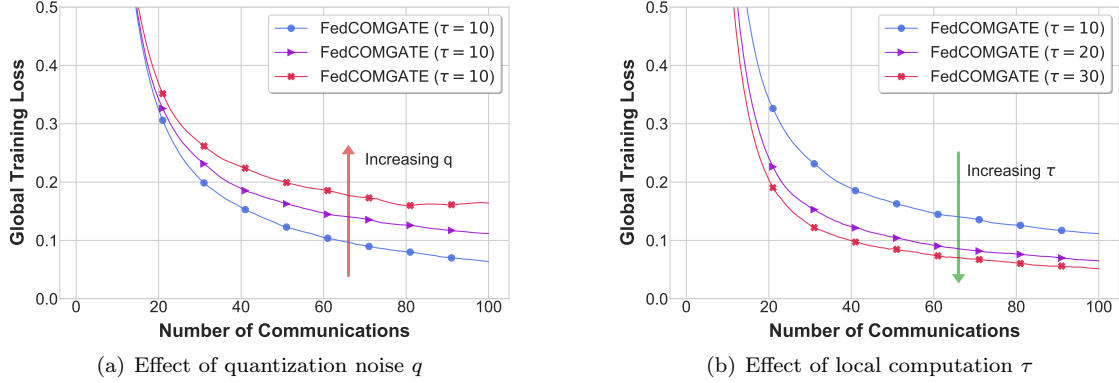 Global Training Loss
0.5
0.4
0.3
0.2
0.1
0.0
FedCOMGATE (τ = 10)
FedCOMGATE (τ = 10)
FedCOMGATE (τ = 10)
Increasing q
0 20 40 60 80 100
Number of Communications
(a) Effect of quantization noise q
Global Training Loss
0.5
0.4
0.3
0.2
0.1
0.0
FedCOMGATE (τ = 10)
FedCOMGATE (τ = 20)
FedCOMGATE (τ = 30)
Increasing τ
0 20 40 60 80 100
Number of Communications
(b) Effect of local computation τ